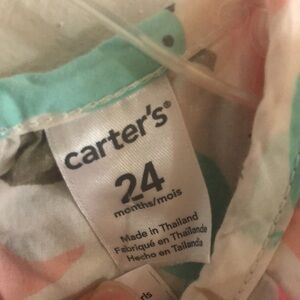 carter's®
24
months/mois
Made in Thailand
Fabriqué en Thaïlande
Hecho en Tailandia